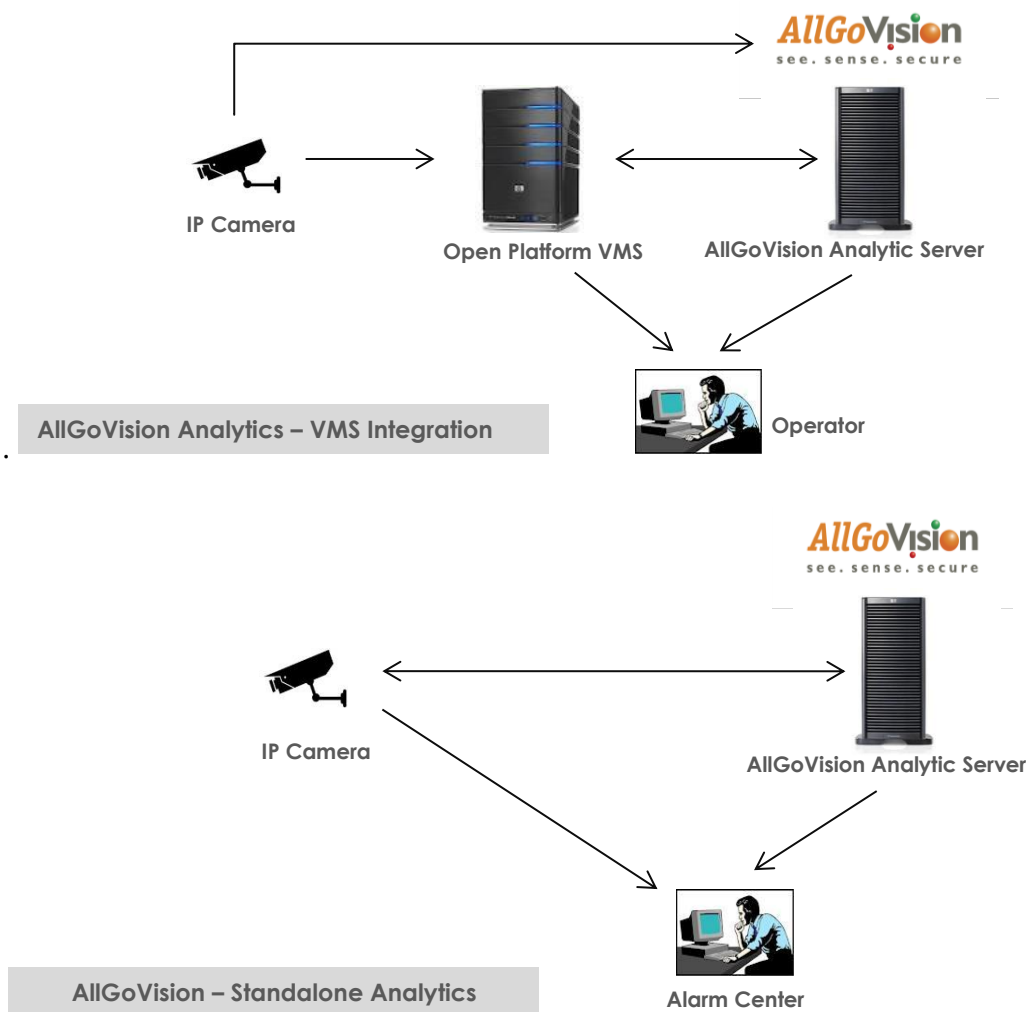 AllGoVision
see. sense. secure
IP Camera
Open Platform VMS
AllGoVision Analytic Server
Operator
AllGoVision Analytics – VMS Integration
.
AllGoVision
see. sense. secure
IP Camera
AllGoVision Analytic Server
Alarm Center
AllGoVision – Standalone Analytics